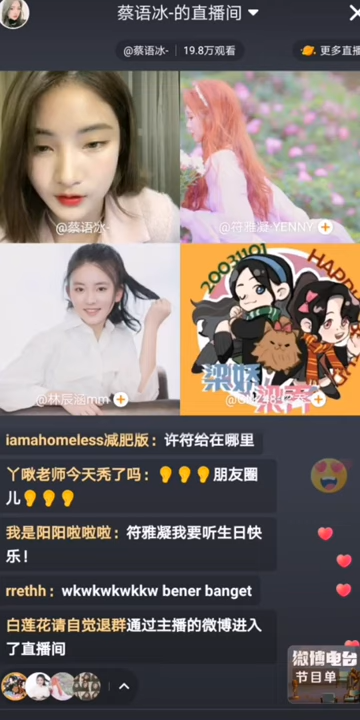 蔡语冰-的直播间
@蔡语冰-
19.8万观看
更多直播
@蔡语冰-
@符雅凝.YENNY
20031101
HAPPY
@林辰涵mm
梁娇
iamahomeless减肥版：许符给在哪里
丫啾老师今天秃了吗：👂👂👂朋友圈
儿👂👂👂
我是阳阳啦啦啦：符雅凝我要听生日快
乐！
rrethh：wkwkwkwkkw bener banget
白莲花请自觉退群通过主播的微博进入
了直播间
微博电台
节目单